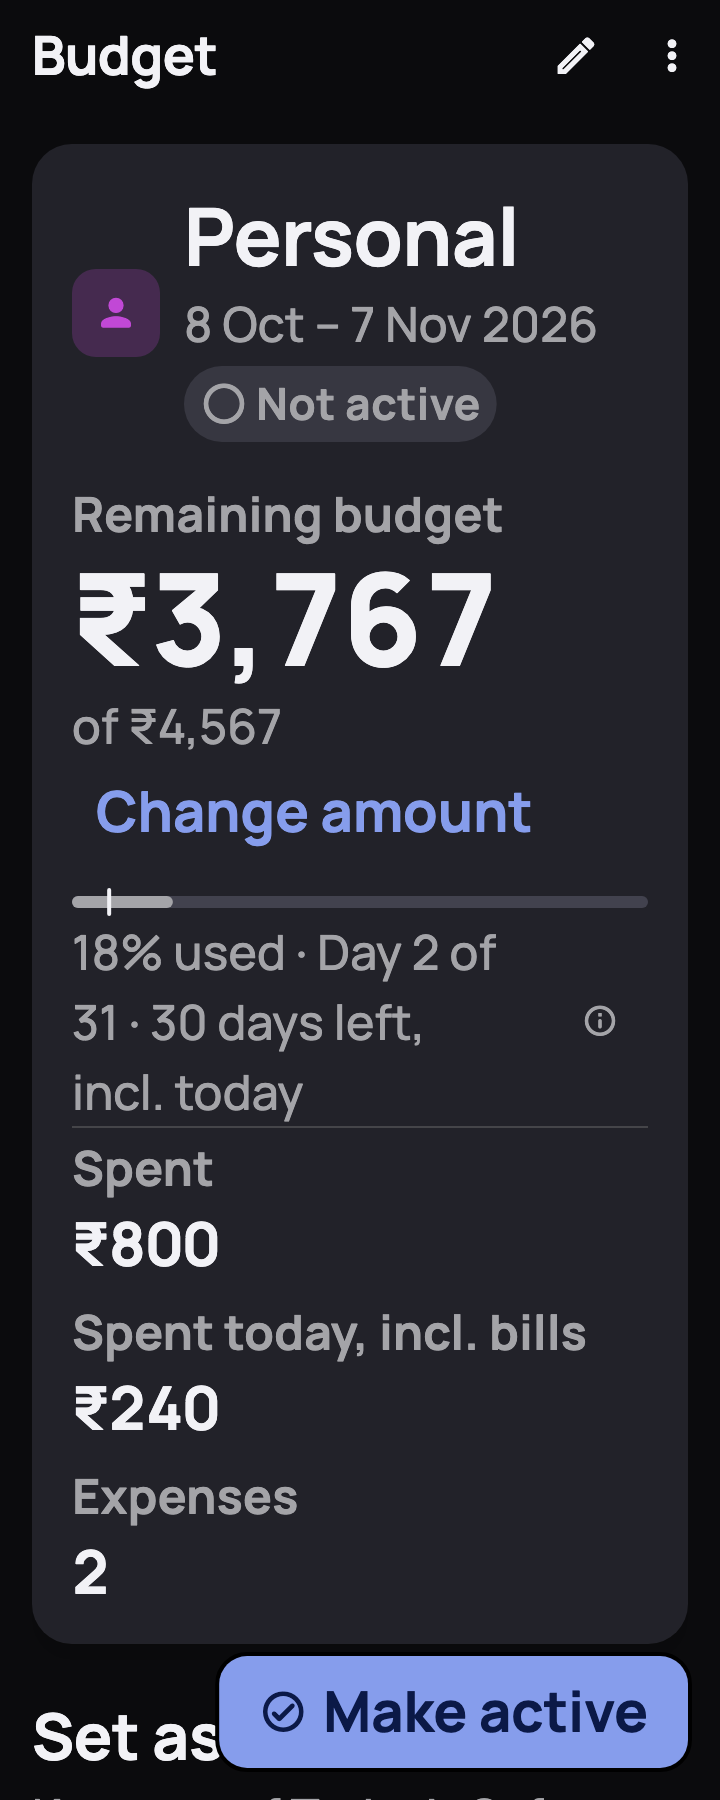 Budget
Personal
8 Oct – 7 Nov 2026
Not active
Remaining budget
₹3,767
of ₹4,567
Change amount
18% used · Day 2 of
31 · 30 days left,
incl. today
Spent
₹800
Spent today, incl. bills
₹240
Expenses
2
Set as
Make active